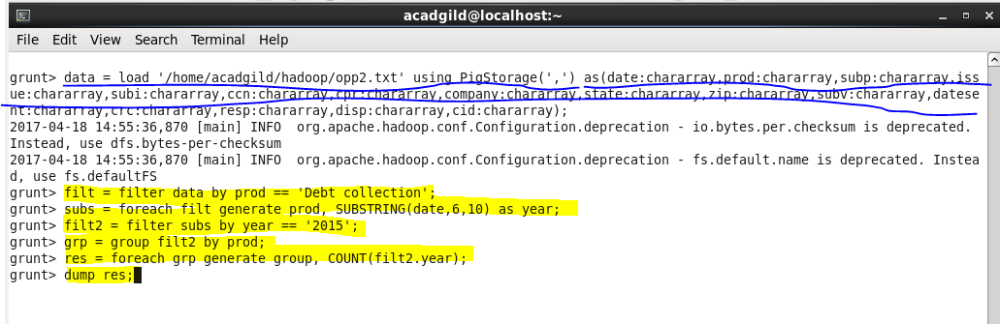 acadgild@localhost:~
File Edit View Search Terminal Help
grunt> data = load '/home/acadgild/hadoop/opp2.txt' using PigStorage(',') as(date:chararray,prod:chararray,subp:chararray,iss
ue:chararray,subi:chararray,ccn:chararray,cpr:chararray,company:chararray,state:chararray,zip:chararray,subv:chararray,datese
nt:chararray,crc:chararray,resp:chararray,disp:chararray,cid:chararray);
2017-04-18 14:55:36,870 [main] INFO  org.apache.hadoop.conf.Configuration.deprecation - io.bytes.per.checksum is deprecated.
Instead, use dfs.bytes-per-checksum
2017-04-18 14:55:36,870 [main] INFO  org.apache.hadoop.conf.Configuration.deprecation - fs.default.name is deprecated. Instea
d, use fs.defaultFS
grunt> filt = filter data by prod == 'Debt collection';
grunt> subs = foreach filt generate prod, SUBSTRING(date,6,10) as year;
grunt> filt2 = filter subs by year == '2015';
grunt> grp = group filt2 by prod;
grunt> res = foreach grp generate group, COUNT(filt2.year);
grunt> dump res;